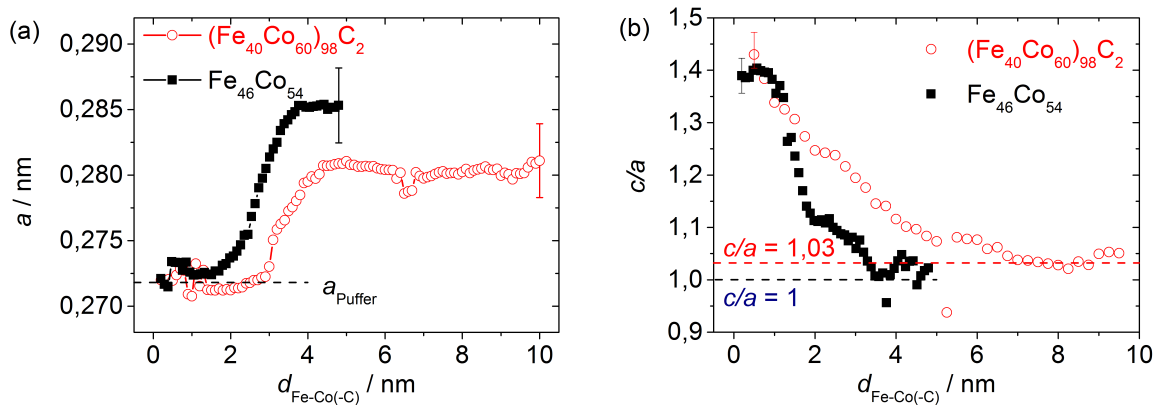 (a)
(Fe40Co60)98C2
Fe46Co54
0,290
0,285
0,280
0,275
0,270
a / nm
aPuffer
0 2 4 6 8 10
dFe-Co(-C) / nm
(b)
(Fe40Co60)98C2
Fe46Co54
1,5
1,4
1,3
1,2
1,1
1,0
0,9
c/a
c/a = 1,03
c/a = 1
0 2 4 6 8 10
dFe-Co(-C) / nm